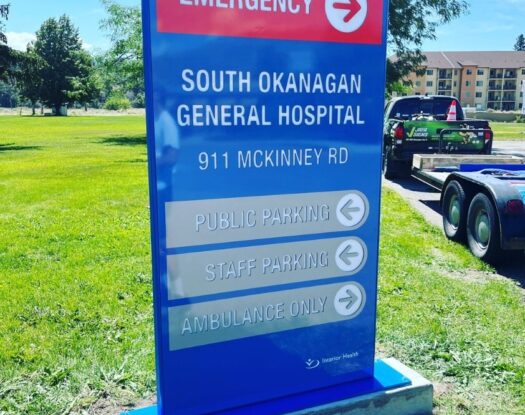 EMERGENCY
SOUTH OKANAGAN
GENERAL HOSPITAL
911 MCKINNEY RD
PUBLIC PARKING
STAFF PARKING
AMBULANCE ONLY
Interior Health